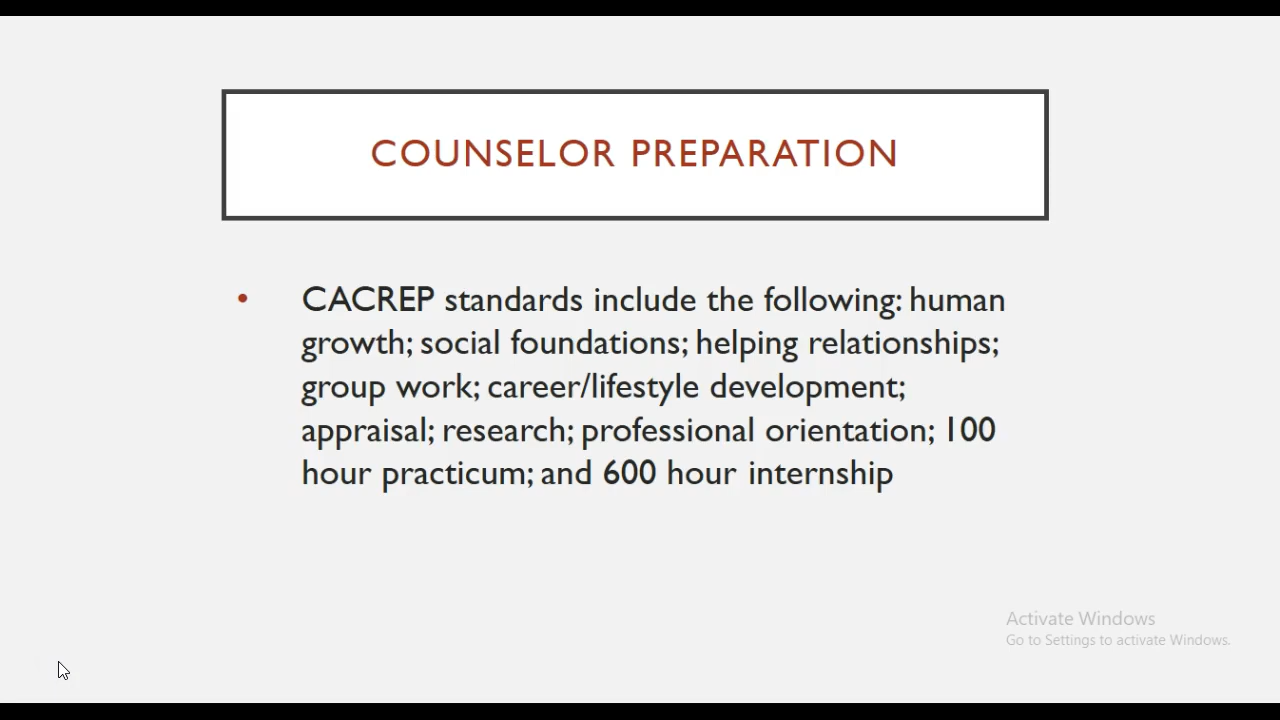 COUNSELOR PREPARATION
• CACREP standards include the following: human
growth; social foundations; helping relationships;
group work; career/lifestyle development;
appraisal; research; professional orientation; 100
hour practicum; and 600 hour internship
Activate Windows
Go to Settings to activate Windows.